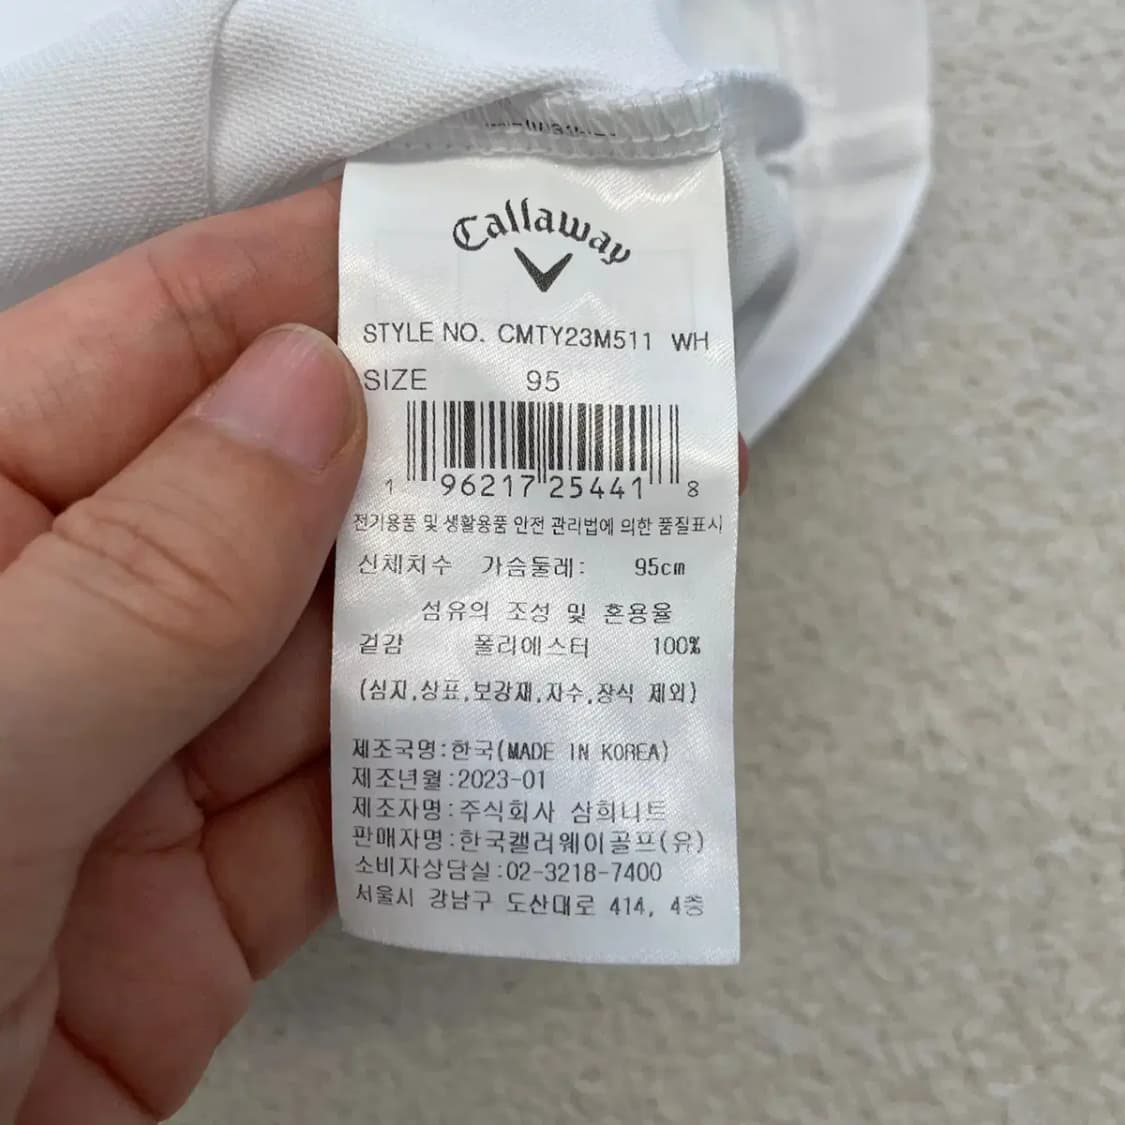 Callaway
STYLE NO. CMTY23M511 WH
SIZE 95
1 96217 25441 8
전기용품 및 생활용품 안전 관리법에 의한 품질표시
신체치수 가슴둘레: 95cm
섬유의 조성 및 혼용율
겉감 폴리에스터 100%
(심지,상표,보강재,자수,장식 제외)
제조국명:한국(MADE IN KOREA)
제조년월:2023-01
제조자명:주식회사 삼희니트
판매자명:한국캘러웨이골프(유)
소비자상담실:02-3218-7400
서울시 강남구 도산대로 414, 4층